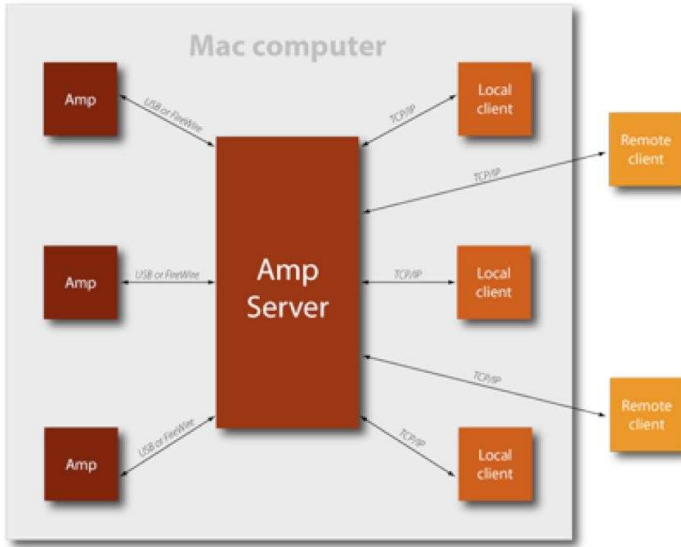 Mac computer
Amp
USB or FireWire
TCP/IP
Local
client
Remote
client
TCP/IP
Amp
USB or FireWire
Amp
Server
TCP/IP
Local
client
TCP/IP
Remote
client
Amp
USB or FireWire
TCP/IP
Local
client